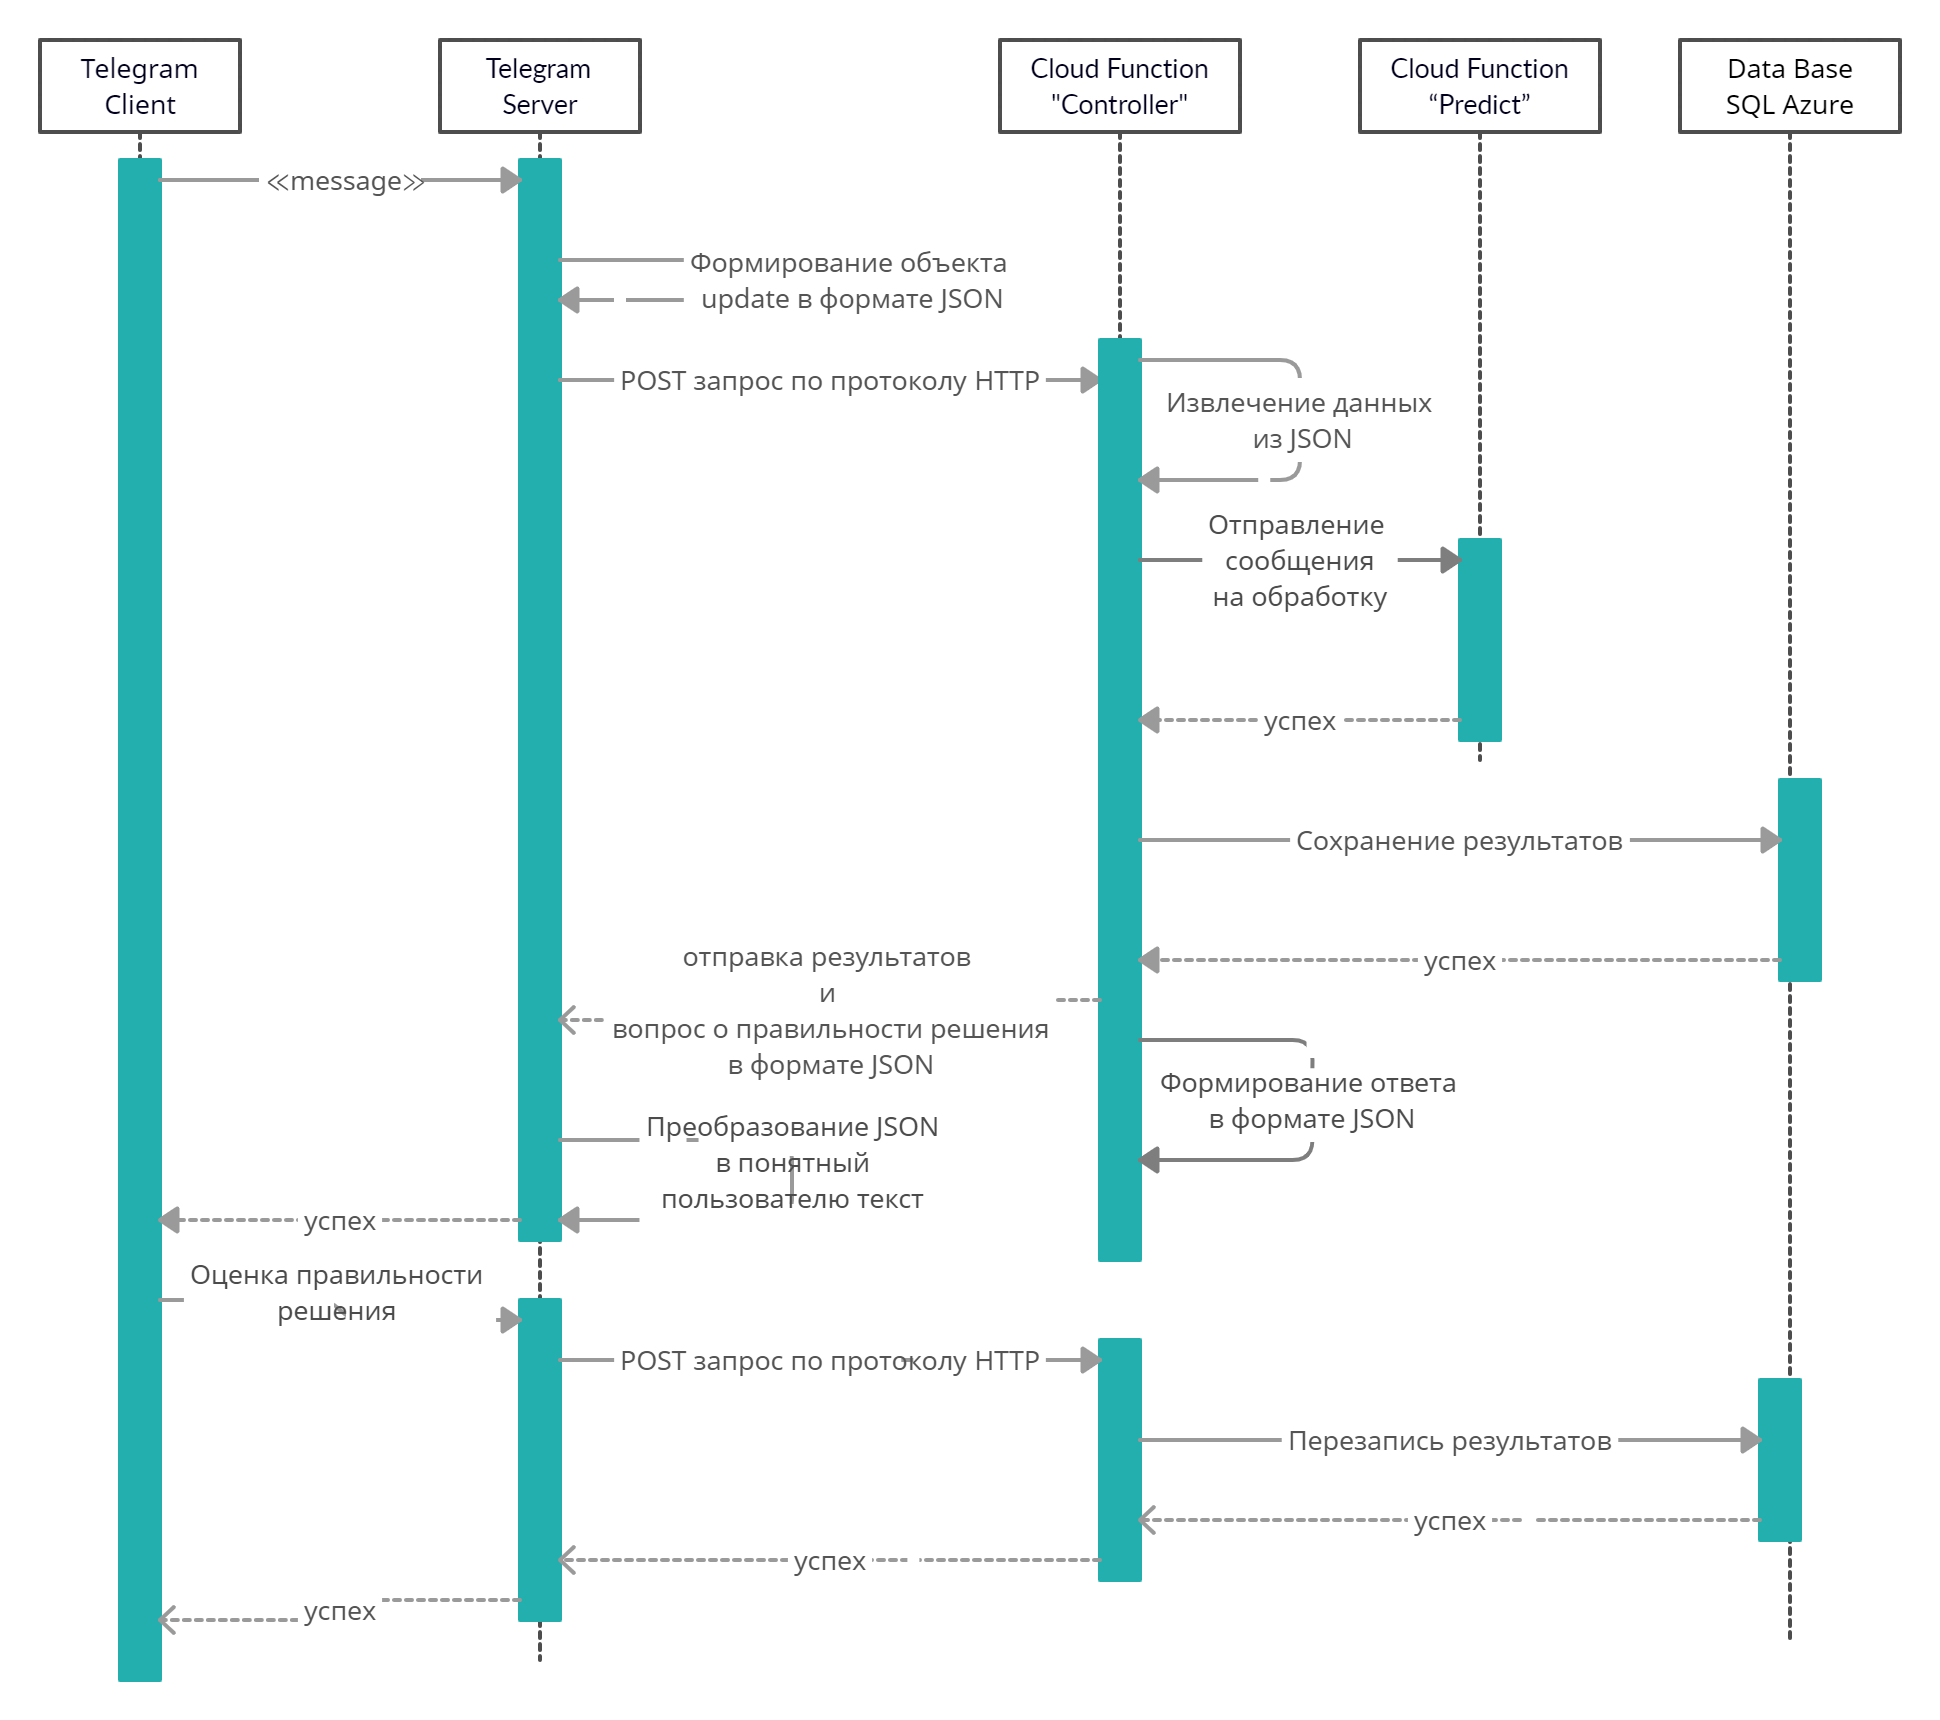 Telegram
Client
Telegram
Server
Cloud Function
"Controller"
Cloud Function
“Predict”
Data Base
SQL Azure
≪message≫
Формирование объекта
update в формате JSON
POST запрос по протоколу HTTP
Извлечение данных
из JSON
Отправление
сообщения
на обработку
успех
Сохранение результатов
успех
отправка результатов
и
вопрос о правильности решения
в формате JSON
Формирование ответа
в формате JSON
Преобразование JSON
в понятный
пользователю текст
успех
Оценка правильности
решения
POST запрос по протоколу HTTP
Перезапись результатов
успех
успех
успех